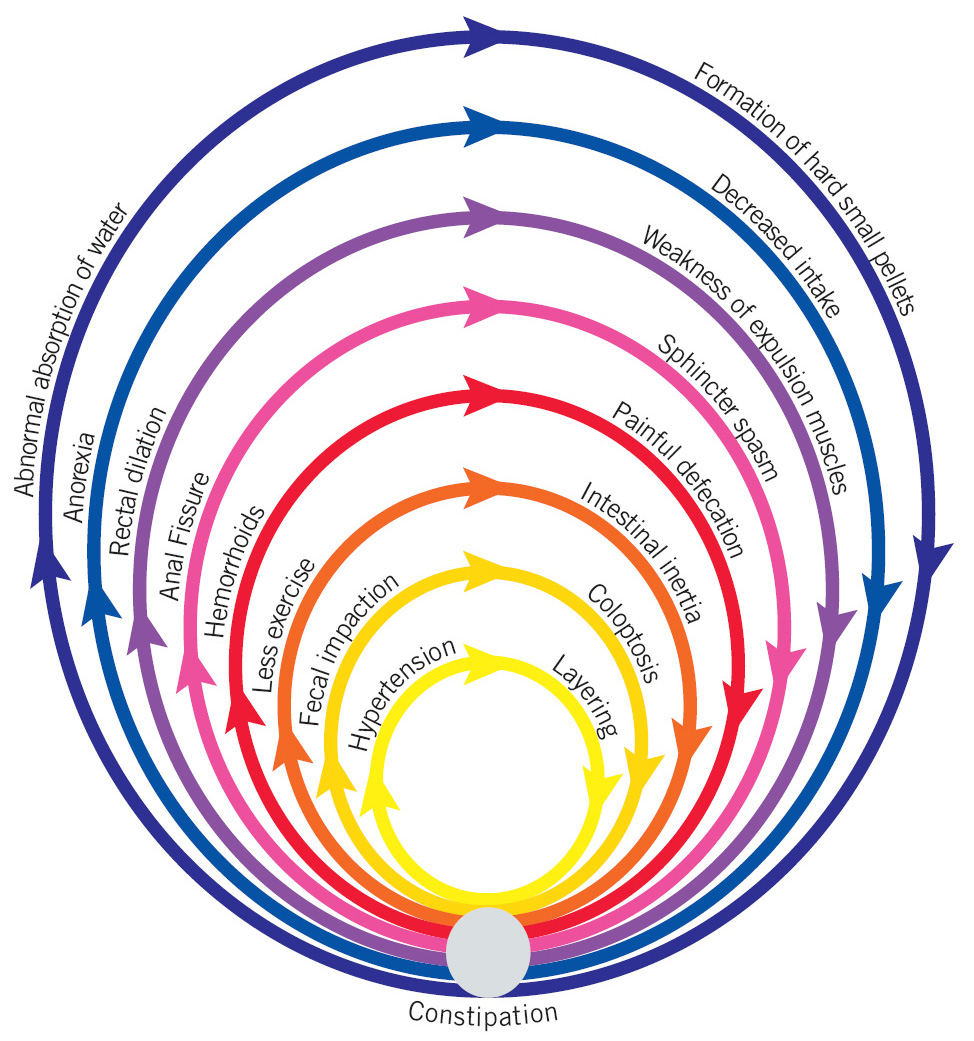 Abnormal absorption of water
Formation of hard small pellets
Anorexia
Decreased intake
Rectal dilation
Weakness of expulsion muscles
Anal Fissure
Sphincter spasm
Hemorrhoids
Painful defecation
Less exercise
Intestinal inertia
Fecal impaction
Coloptosis
Hypertension
Layering
Constipation